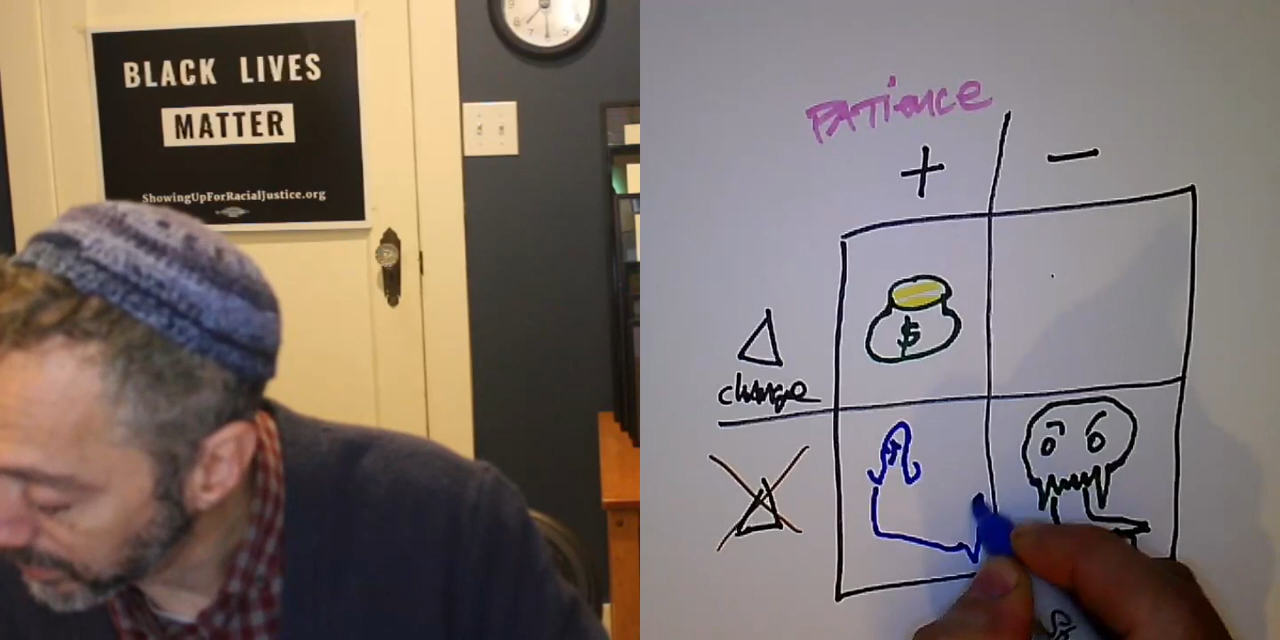 BLACK LIVES
MATTER
ShowingUpForRacialJustice.org
PATience
+ −
$
Δ
change
Δ